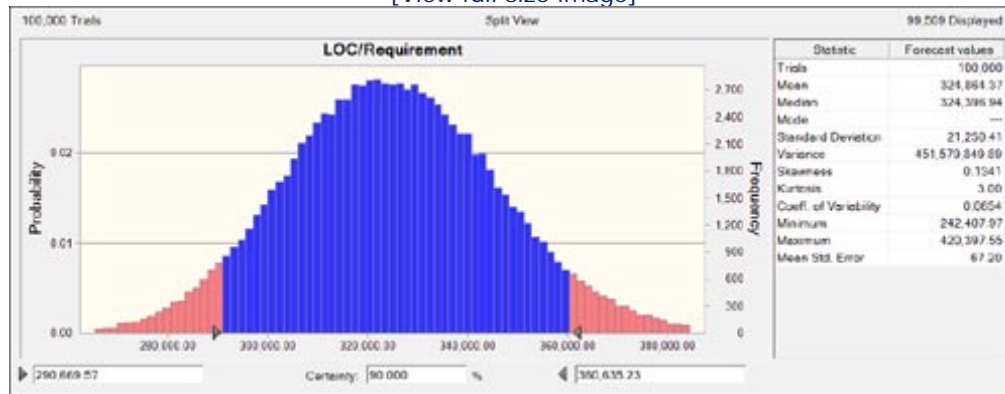 [View full size image]
100,000 Trials Split View 99,509 Displayed
LOC/Requirement
Probability
0.02
0.01
0.00
2,700
2,400
2,100
1,800
1,500
1,200
900
600
300
0
Frequency
280,000.00 300,000.00 320,000.00 340,000.00 360,000.00 380,000.00
290,669.57 Certainty: 90.000 % 360,635.23
Statistic Forecast values
Trials 100,000
Mean 324,864.37
Median 324,396.94
Mode ---
Standard Deviation 21,250.41
Variance 451,579,849.89
Skewness 0.1341
Kurtosis 3.00
Coeff. of Variability 0.0654
Minimum 242,407.97
Maximum 420,397.55
Mean Std. Error 67.20